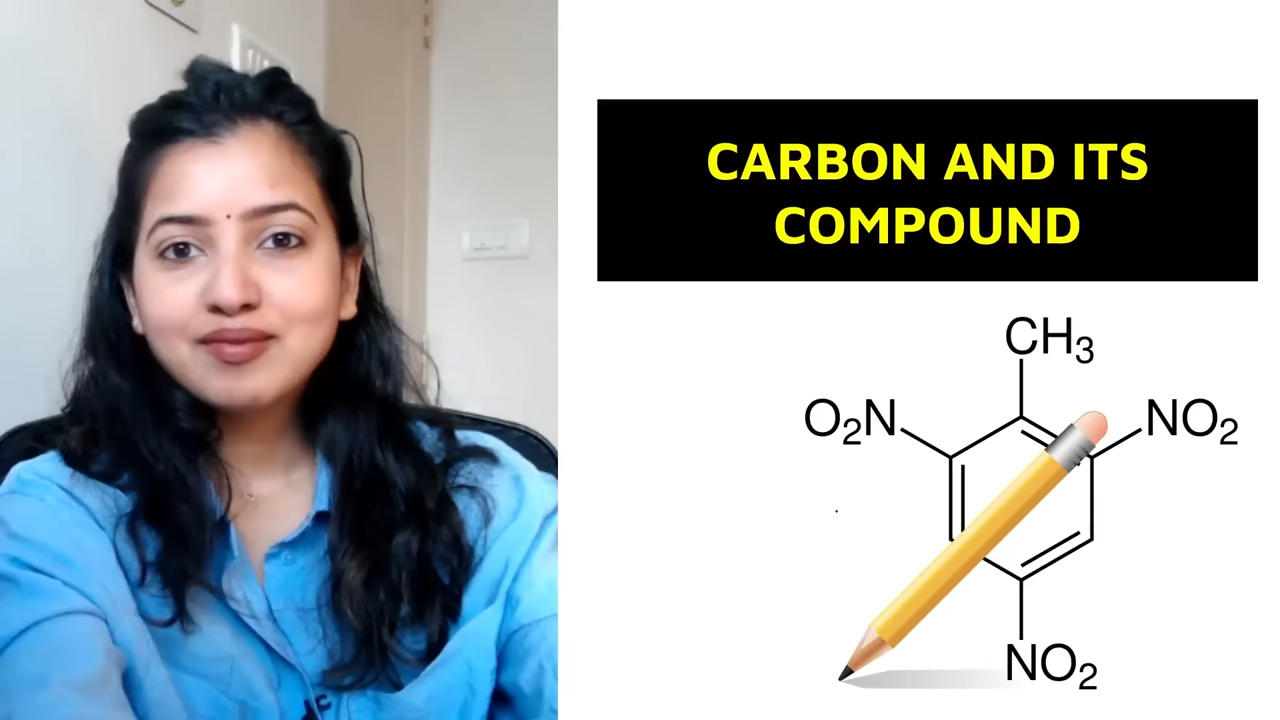 CARBON AND ITS
COMPOUND
CH₃
O₂N
NO₂
NO₂